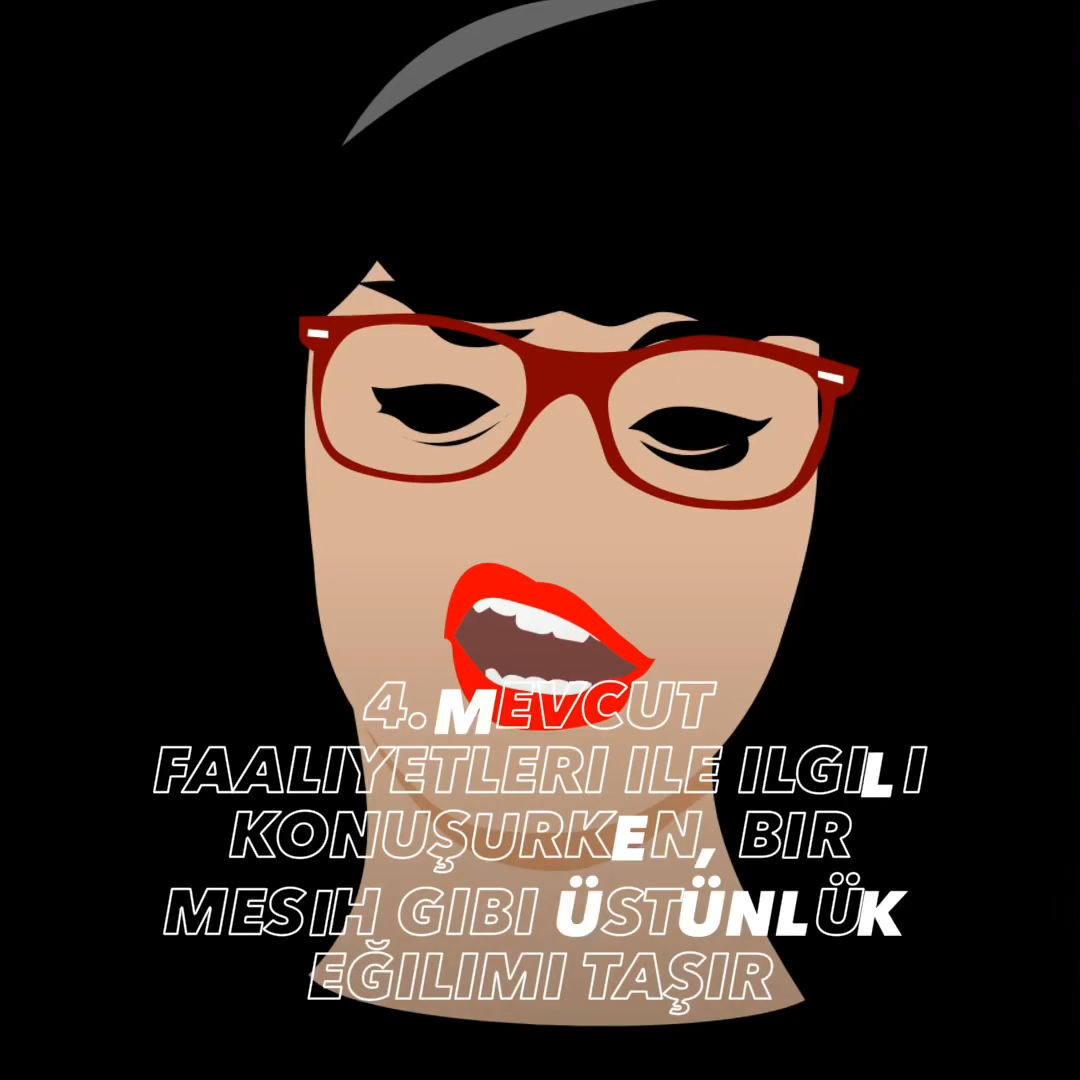 4. MEVCUT
FAALIYETLERI ILE ILGILI
KONUŞURKEN, BIR
MESIH GIBI ÜSTÜNLÜK
EĞILIMI TAŞIR